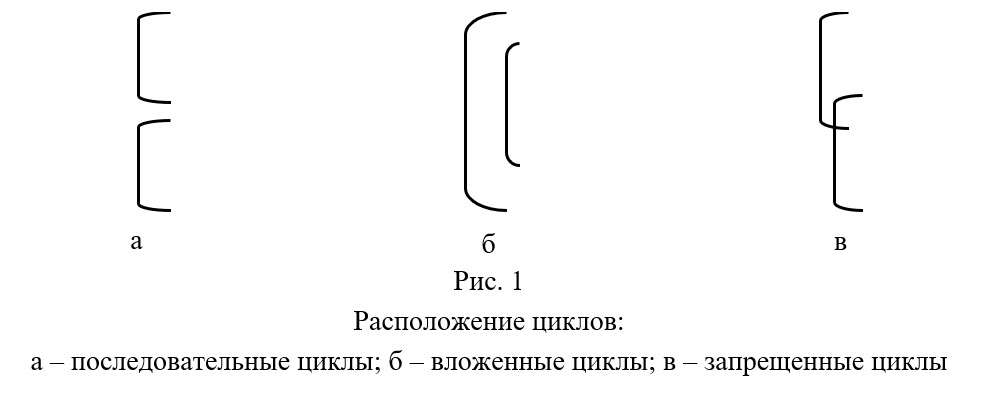 а б в
Рис. 1
Расположение циклов:
а – последовательные циклы; б – вложенные циклы; в – запрещенные циклы